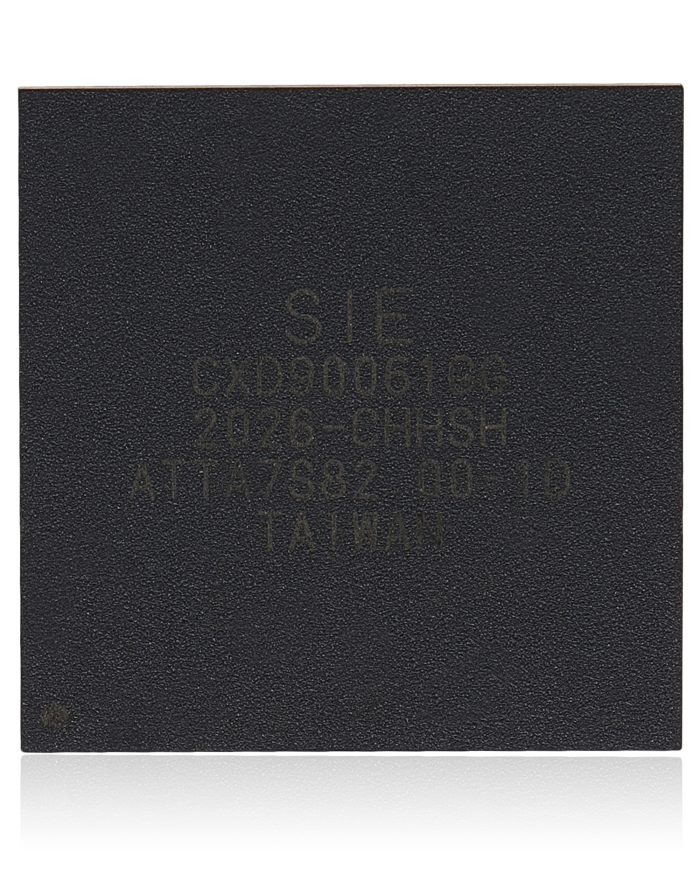 SIE
CXD90061GG
2026-CHHSH
ATTA7S82 00-1D
TAIWAN